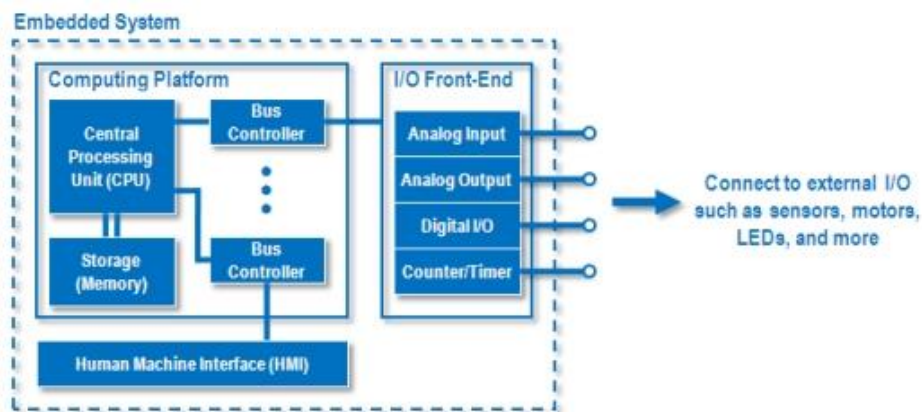 Embedded System
Computing Platform
Central
Processing
Unit (CPU)
Storage
(Memory)
Bus
Controller
Bus
Controller
Human Machine Interface (HMI)
I/O Front-End
Analog Input
Analog Output
Digital I/O
Counter/Timer
Connect to external I/O
such as sensors, motors,
LEDs, and more